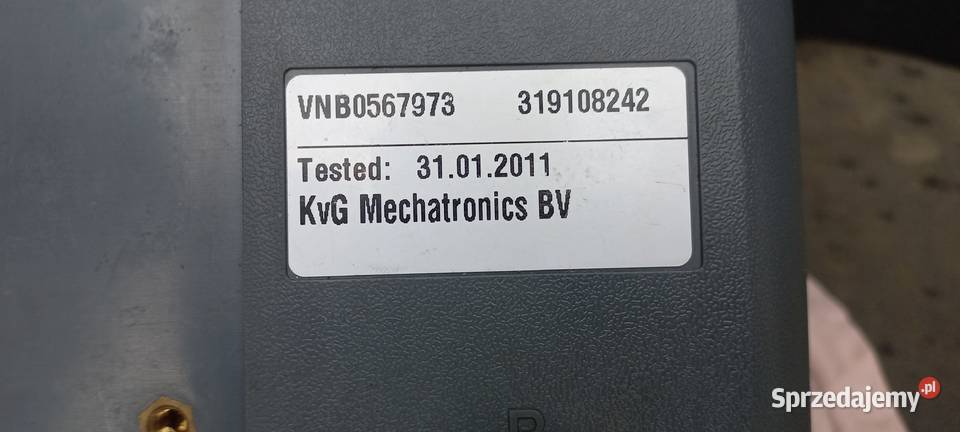 VNB0567973 319108242
Tested: 31.01.2011
KvG Mechatronics BV
Sprzedajemy.pl